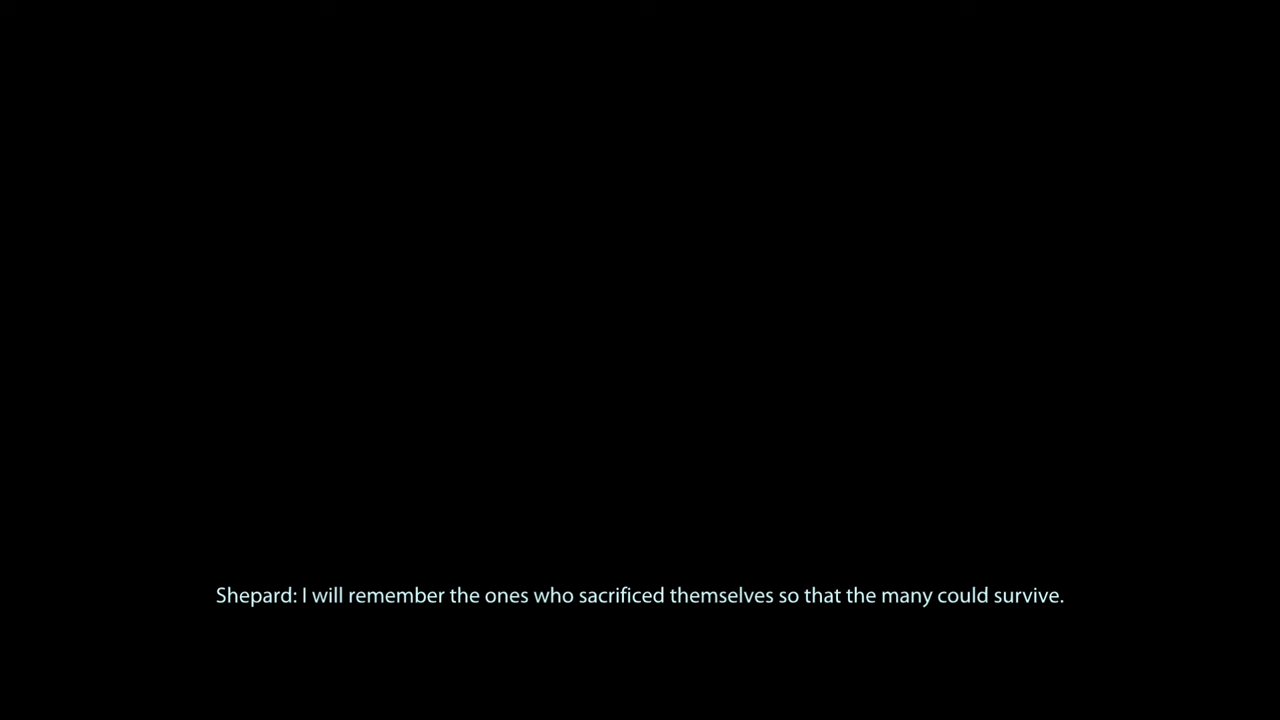 Shepard: I will remember the ones who sacrificed themselves so that the many could survive.